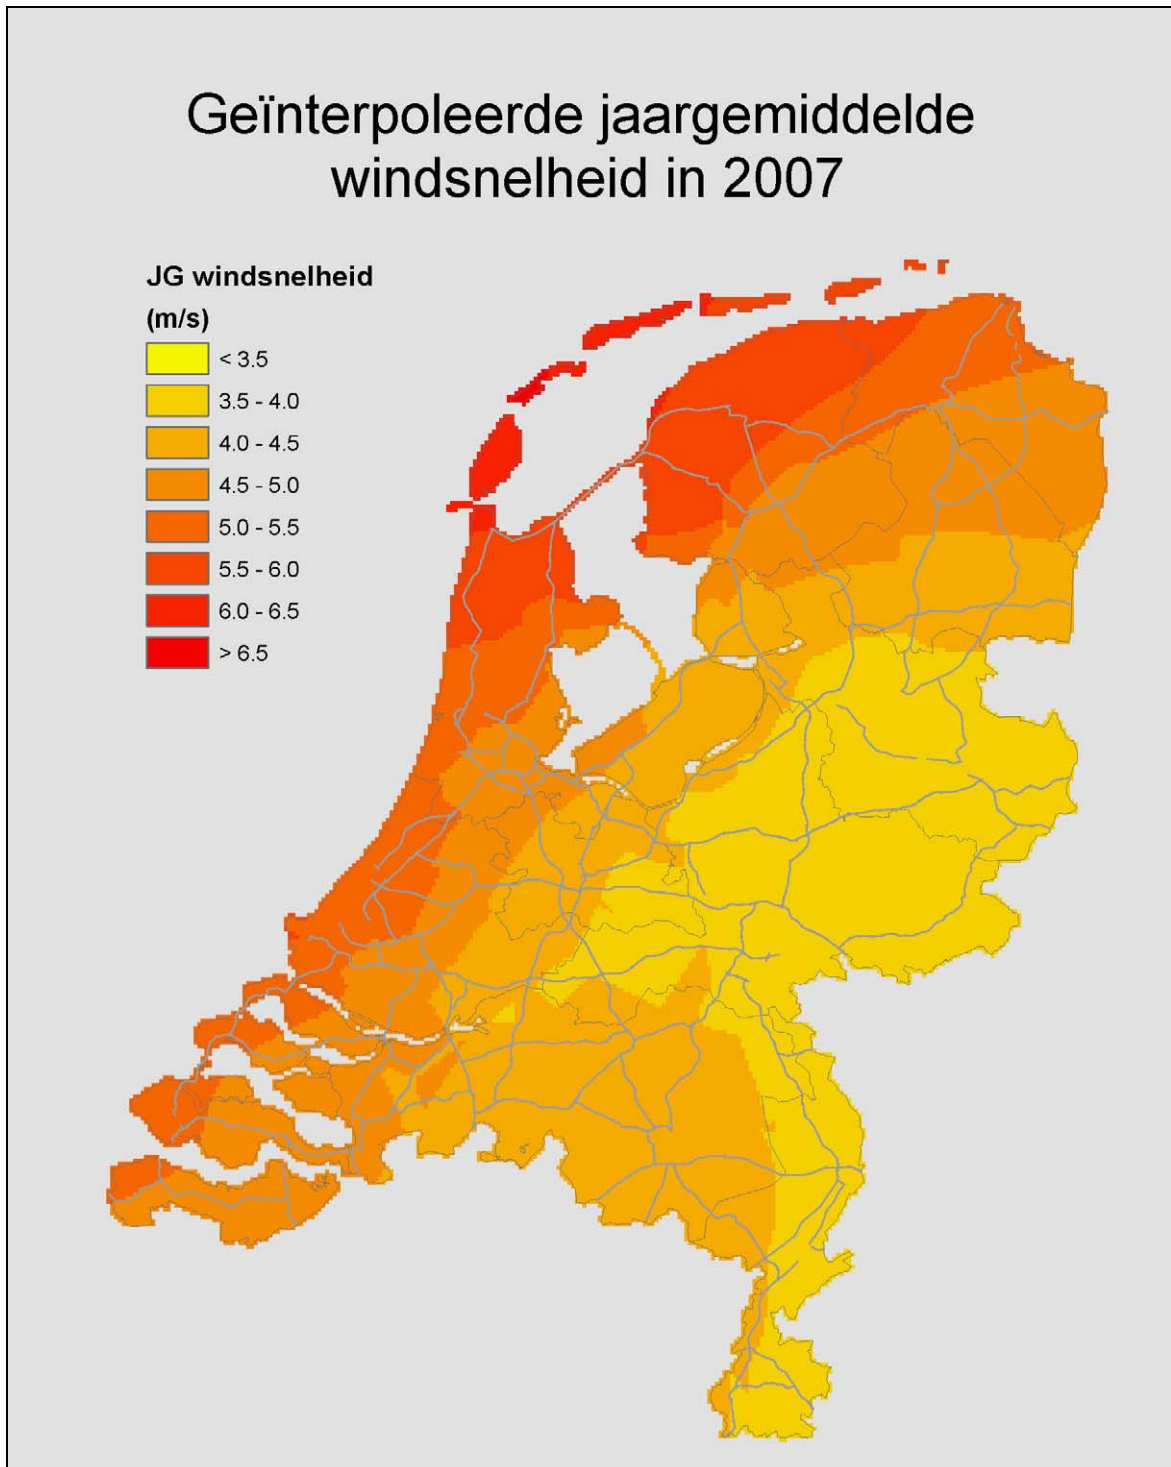 Geïnterpoleerde jaargemiddelde
windsnelheid in 2007
JG windsnelheid
(m/s)
< 3.5
3.5 - 4.0
4.0 - 4.5
4.5 - 5.0
5.0 - 5.5
5.5 - 6.0
6.0 - 6.5
> 6.5